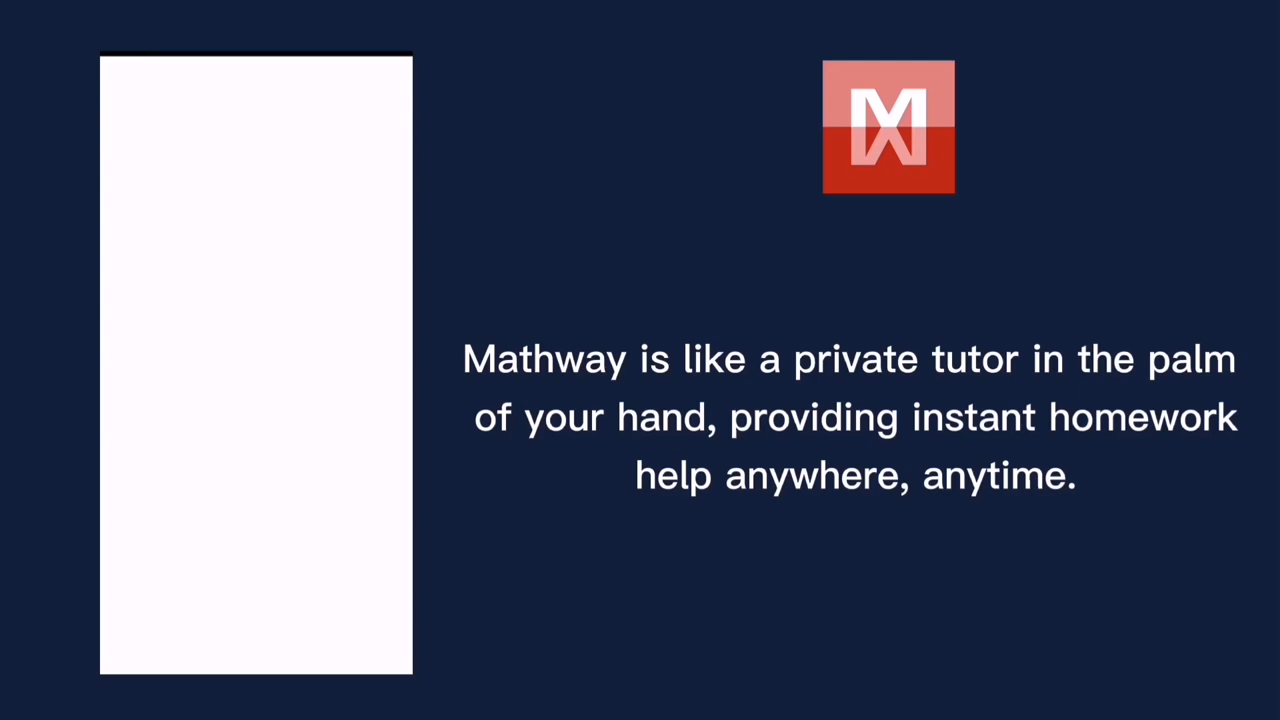 M
Mathway is like a private tutor in the palm
of your hand, providing instant homework
help anywhere, anytime.